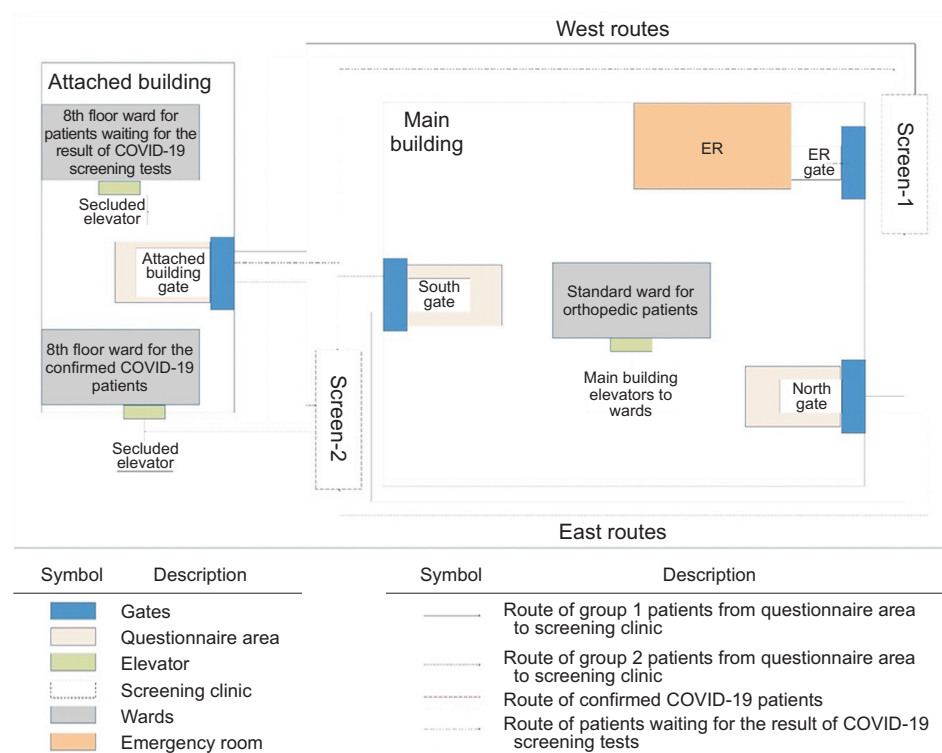 West routes
Attached building
8th floor ward for
patients waiting for the
result of COVID-19
screening tests
Secluded
elevator
Main
building
ER
ER
gate
Screen-1
Attached
building
gate
South
gate
Standard ward for
orthopedic patients
8th floor ward for the
confirmed COVID-19
patients
Screen-2
Main building
elevators to
wards
North
gate
Secluded
elevator
East routes
Symbol Description
Gates
Questionnaire area
Elevator
Screening clinic
Wards
Emergency room
Symbol Description
Route of group 1 patients from questionnaire area
to screening clinic
Route of group 2 patients from questionnaire area
to screening clinic
Route of confirmed COVID-19 patients
Route of patients waiting for the result of COVID-19
screening tests